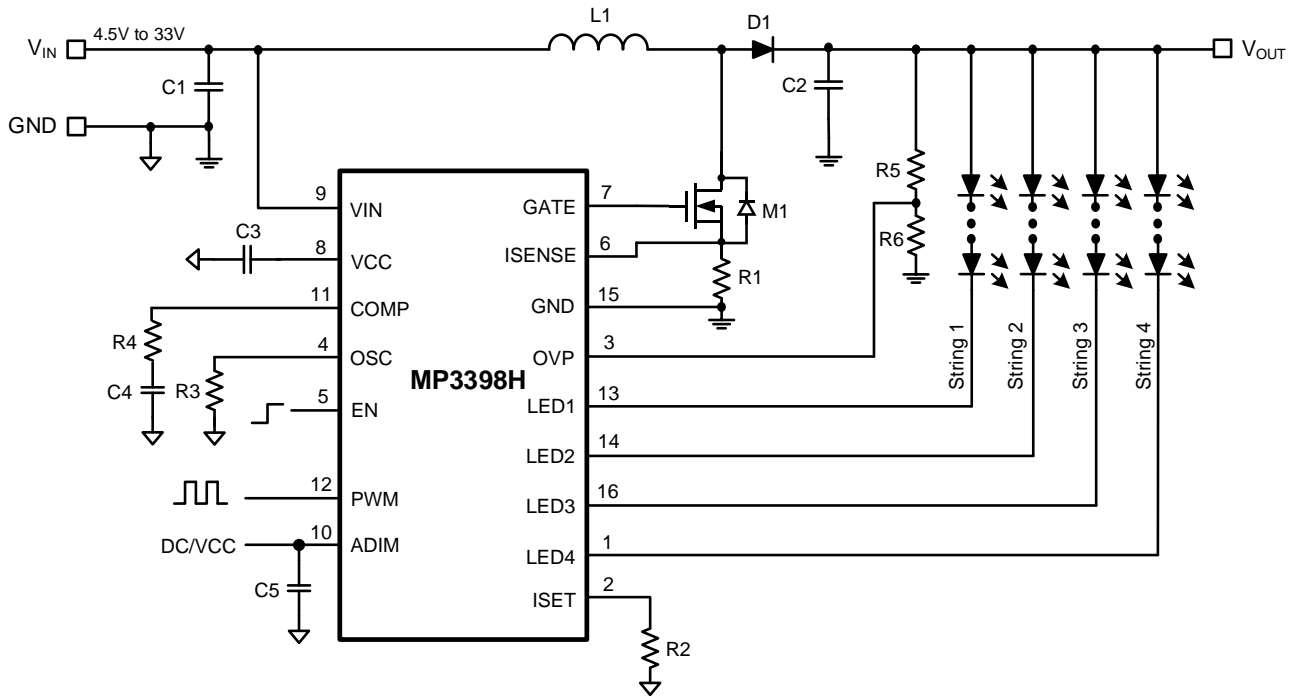 L1
D1
4.5V to 33V
VIN
VOUT
C1
C2
GND
R5
9
7
VIN
GATE
M1
C3
8
6
R6
VCC
ISENSE
R1
11
15
COMP
GND
R4
4
3
OSC
OVP
C4
R3
MP3398H
String 1
String 2
String 3
String 4
5
13
EN
LED1
14
LED2
12
16
PWM
LED3
10
DC/VCC
ADIM
1
LED4
C5
2
ISET
R2